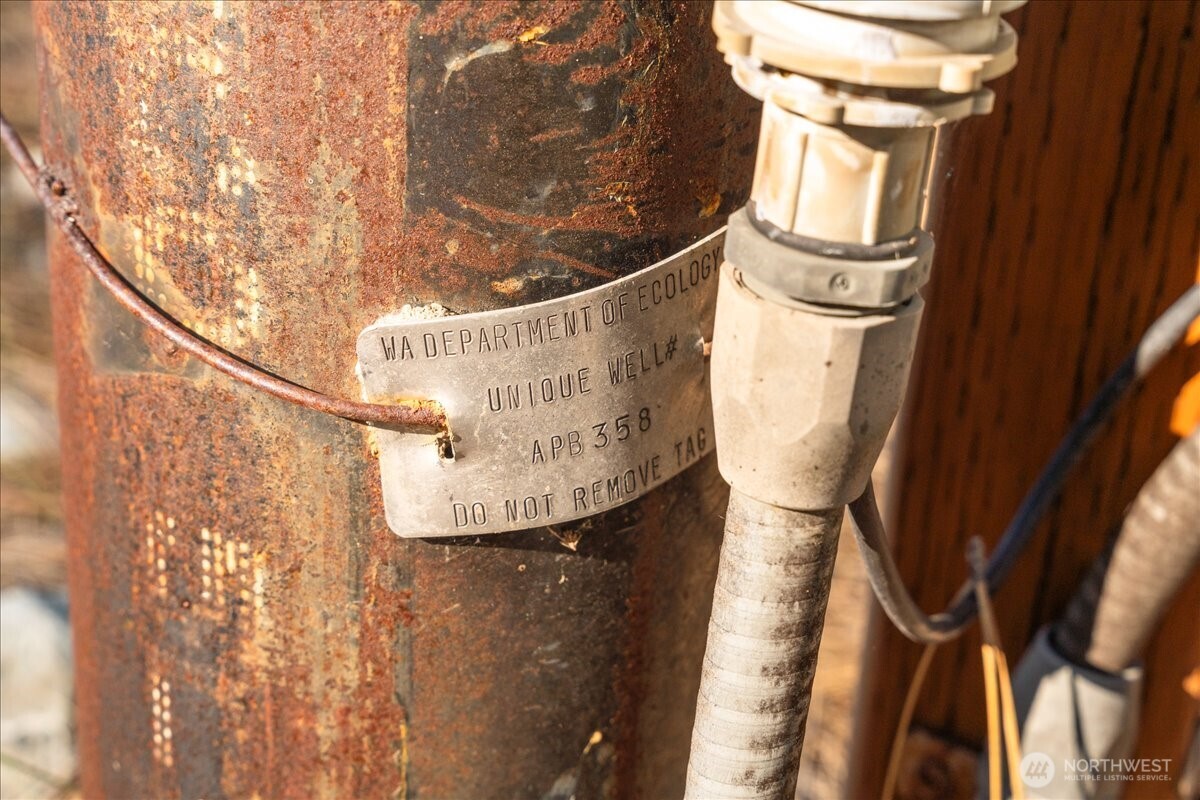 WA DEPARTMENT OF ECOLOGY
UNIQUE WELL#
APB 358
DO NOT REMOVE TAG
NORTHWEST
MULTIPLE LISTING SERVICE®